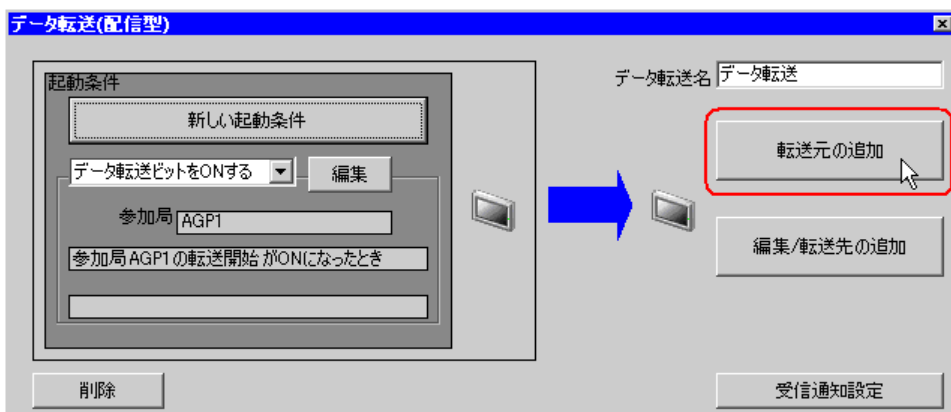 データ転送(配信型)
起動条件
新しい起動条件
データ転送ビットをONする
編集
参加局 AGP1
参加局 AGP1の転送開始 がONになったとき
データ転送名 データ転送
転送元の追加
編集/転送先の追加
削除
受信通知設定